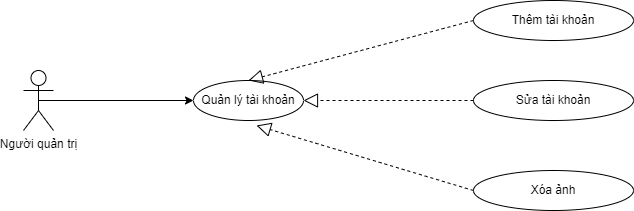 Thêm tài khoản
Quản lý tài khoản
Sửa tài khoản
Người quản trị
Xóa ảnh